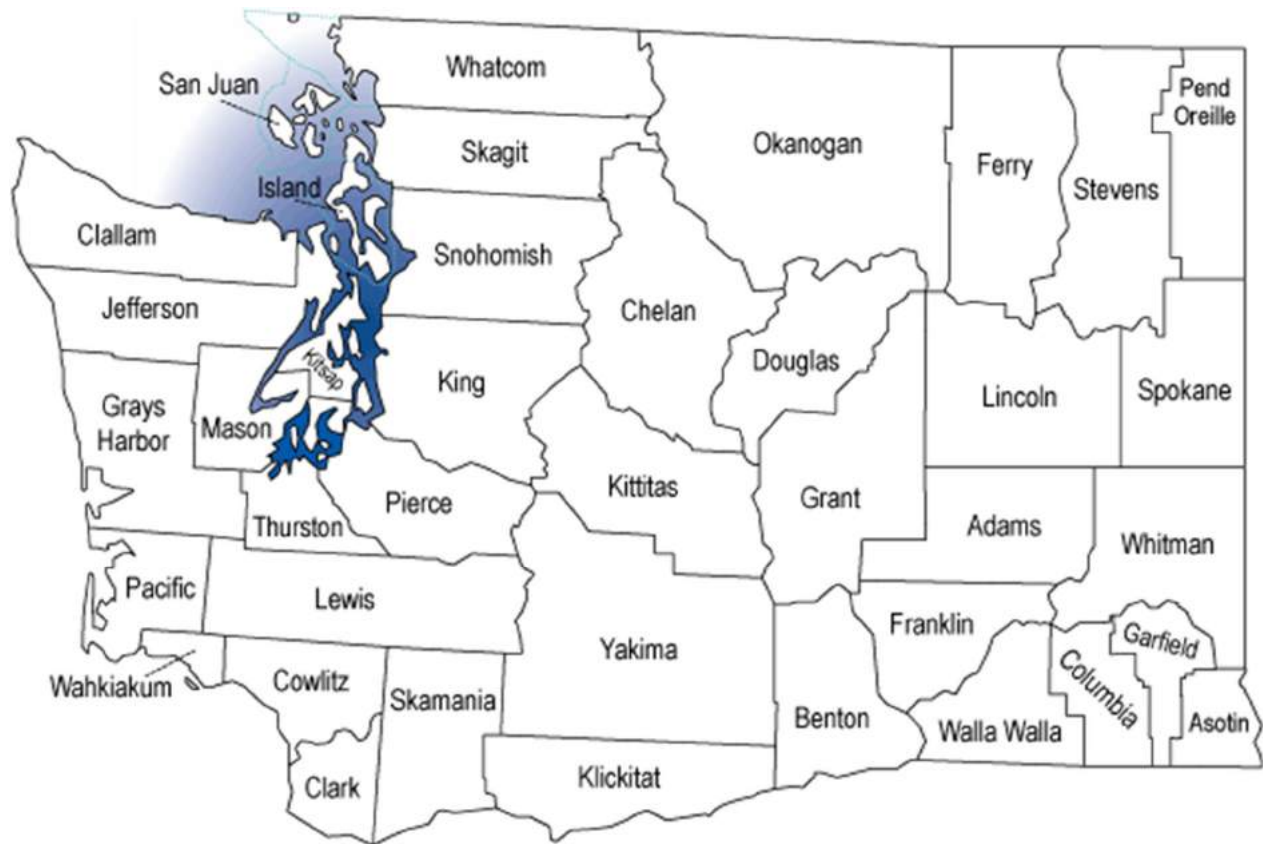 Whatcom
San Juan
Pend
Oreille
Okanogan
Skagit
Ferry
Stevens
Island
Clallam
Snohomish
Jefferson
Chelan
Douglas
Kitsap
King
Lincoln
Spokane
Grays
Harbor
Mason
Kittitas
Grant
Pierce
Thurston
Adams
Whitman
Pacific
Lewis
Franklin
Garfield
Yakima
Wahkiakum
Cowlitz
Skamania
Columbia
Benton
Walla Walla
Asotin
Clark
Klickitat